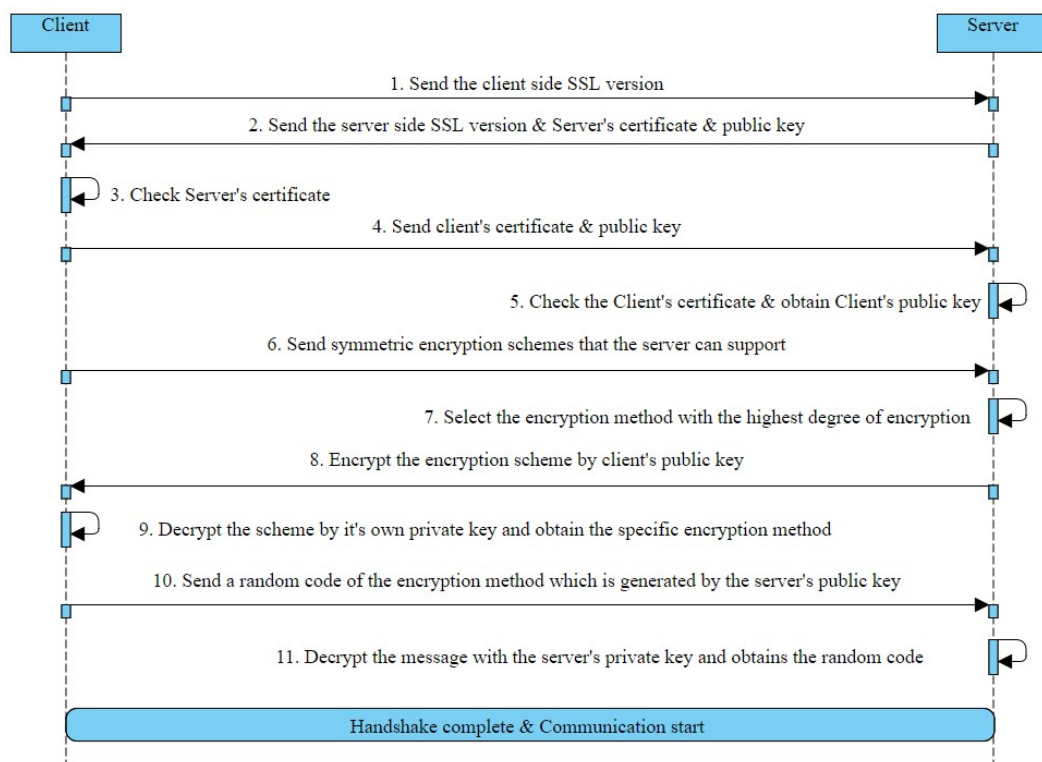 Client
Server
1. Send the client side SSL version
2. Send the server side SSL version & Server's certificate & public key
3. Check Server's certificate
4. Send client's certificate & public key
5. Check the Client's certificate & obtain Client's public key
6. Send symmetric encryption schemes that the server can support
7. Select the encryption method with the highest degree of encryption
8. Encrypt the encryption scheme by client's public key
9. Decrypt the scheme by it's own private key and obtain the specific encryption method
10. Send a random code of the encryption method which is generated by the server's public key
11. Decrypt the message with the server's private key and obtains the random code
Handshake complete & Communication start